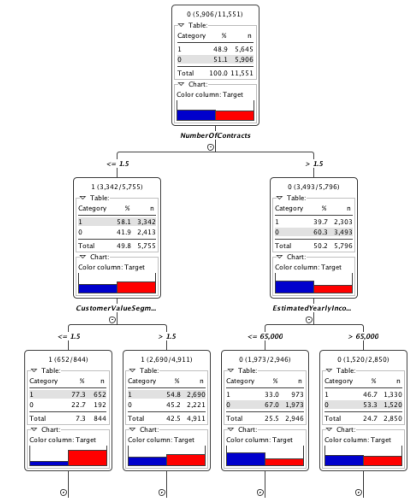 0 (5,906/11,551)
Table:
Category % n
1 48.9 5,645
0 51.1 5,906
Total 100.0 11,551
Chart:
Color column: Target
NumberOfContracts
<= 1.5
> 1.5
1 (3,342/5,755)
Table:
Category % n
1 58.1 3,342
0 41.9 2,413
Total 49.8 5,755
Chart:
Color column: Target
CustomerValueSegm...
0 (3,493/5,796)
Table:
Category % n
1 39.7 2,303
0 60.3 3,493
Total 50.2 5,796
Chart:
Color column: Target
EstimatedYearlyInco...
<= 1.5
> 1.5
<= 65,000
> 65,000
1 (652/844)
Table:
Category % n
1 77.3 652
0 22.7 192
Total 7.3 844
Chart:
Color column: Target
1 (2,690/4,911)
Table:
Category % n
1 54.8 2,690
0 45.2 2,221
Total 42.5 4,911
Chart:
Color column: Target
0 (1,973/2,946)
Table:
Category % n
1 33.0 973
0 67.0 1,973
Total 25.5 2,946
Chart:
Color column: Target
0 (1,520/2,850)
Table:
Category % n
1 46.7 1,330
0 53.3 1,520
Total 24.7 2,850
Chart:
Color column: Target